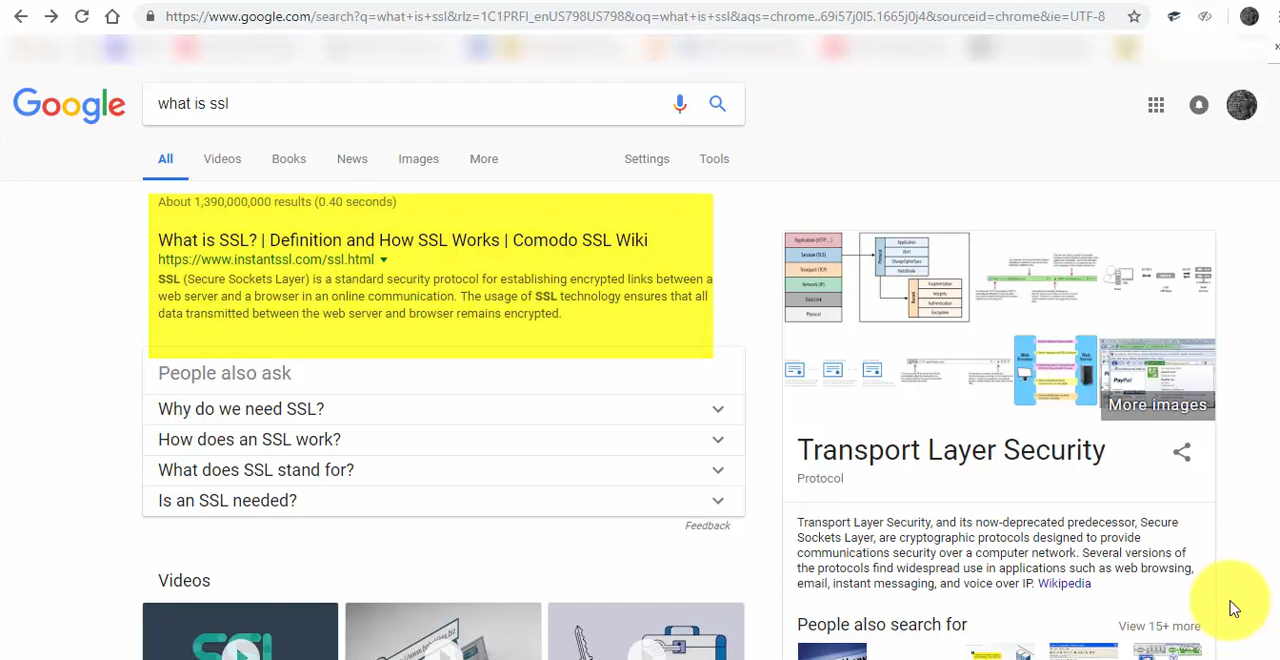 https://www.google.com/search?q=what+is+ssl&rlz=1C1PRFI_enUS798US798&oq=what+is+ssl&aqs=chrome..69i57j0l5.1665j0j4&sourceid=chrome&ie=UTF-8
Google
what is ssl
All Videos Books News Images More Settings Tools
About 1,390,000,000 results (0.40 seconds)
What is SSL? | Definition and How SSL Works | Comodo SSL Wiki
https://www.instantssl.com/ssl.html
SSL (Secure Sockets Layer) is a standard security protocol for establishing encrypted links between a
web server and a browser in an online communication. The usage of SSL technology ensures that all
data transmitted between the web server and browser remains encrypted.
People also ask
Why do we need SSL?
How does an SSL work?
What does SSL stand for?
Is an SSL needed?
Feedback
Videos
SSL
PayPal
More images
Transport Layer Security
Protocol
Transport Layer Security, and its now-deprecated predecessor, Secure
Sockets Layer, are cryptographic protocols designed to provide
communications security over a computer network. Several versions of
the protocols find widespread use in applications such as web browsing,
email, instant messaging, and voice over IP. Wikipedia
People also search for
View 15+ more